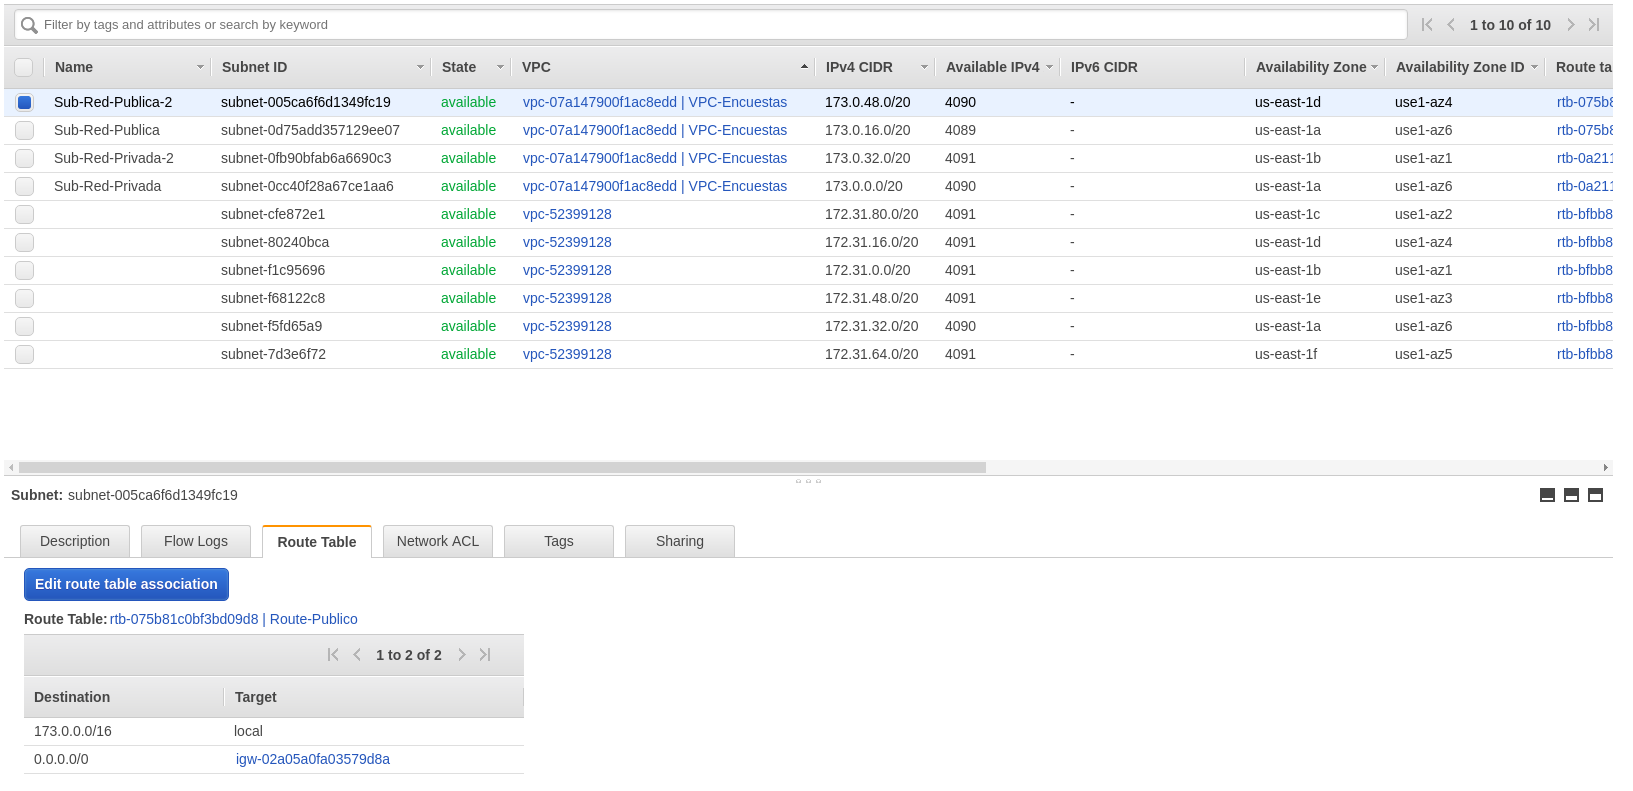 Filter by tags and attributes or search by keyword 1 to 10 of 10
Name Subnet ID State VPC IPv4 CIDR Available IPv4 IPv6 CIDR Availability Zone Availability Zone ID Route ta
Sub-Red-Publica-2 subnet-005ca6f6d1349fc19 available vpc-07a147900f1ac8edd | VPC-Encuestas 173.0.48.0/20 4090 - us-east-1d use1-az4 rtb-075b8
Sub-Red-Publica subnet-0d75add357129ee07 available vpc-07a147900f1ac8edd | VPC-Encuestas 173.0.16.0/20 4089 - us-east-1a use1-az6 rtb-075b8
Sub-Red-Privada-2 subnet-0fb90bfab6a6690c3 available vpc-07a147900f1ac8edd | VPC-Encuestas 173.0.32.0/20 4091 - us-east-1b use1-az1 rtb-0a211
Sub-Red-Privada subnet-0cc40f28a67ce1aa6 available vpc-07a147900f1ac8edd | VPC-Encuestas 173.0.0.0/20 4090 - us-east-1a use1-az6 rtb-0a211
subnet-cfe872e1 available vpc-52399128 172.31.80.0/20 4091 - us-east-1c use1-az2 rtb-bfbb8
subnet-80240bca available vpc-52399128 172.31.16.0/20 4091 - us-east-1d use1-az4 rtb-bfbb8
subnet-f1c95696 available vpc-52399128 172.31.0.0/20 4091 - us-east-1b use1-az1 rtb-bfbb8
subnet-f68122c8 available vpc-52399128 172.31.48.0/20 4091 - us-east-1e use1-az3 rtb-bfbb8
subnet-f5fd65a9 available vpc-52399128 172.31.32.0/20 4090 - us-east-1a use1-az6 rtb-bfbb8
subnet-7d3e6f72 available vpc-52399128 172.31.64.0/20 4091 - us-east-1f use1-az5 rtb-bfbb8
Subnet: subnet-005ca6f6d1349fc19
Description Flow Logs Route Table Network ACL Tags Sharing
Edit route table association
Route Table: rtb-075b81c0bf3bd09d8 | Route-Publico
1 to 2 of 2
Destination Target
173.0.0.0/16 local
0.0.0.0/0 igw-02a05a0fa03579d8a